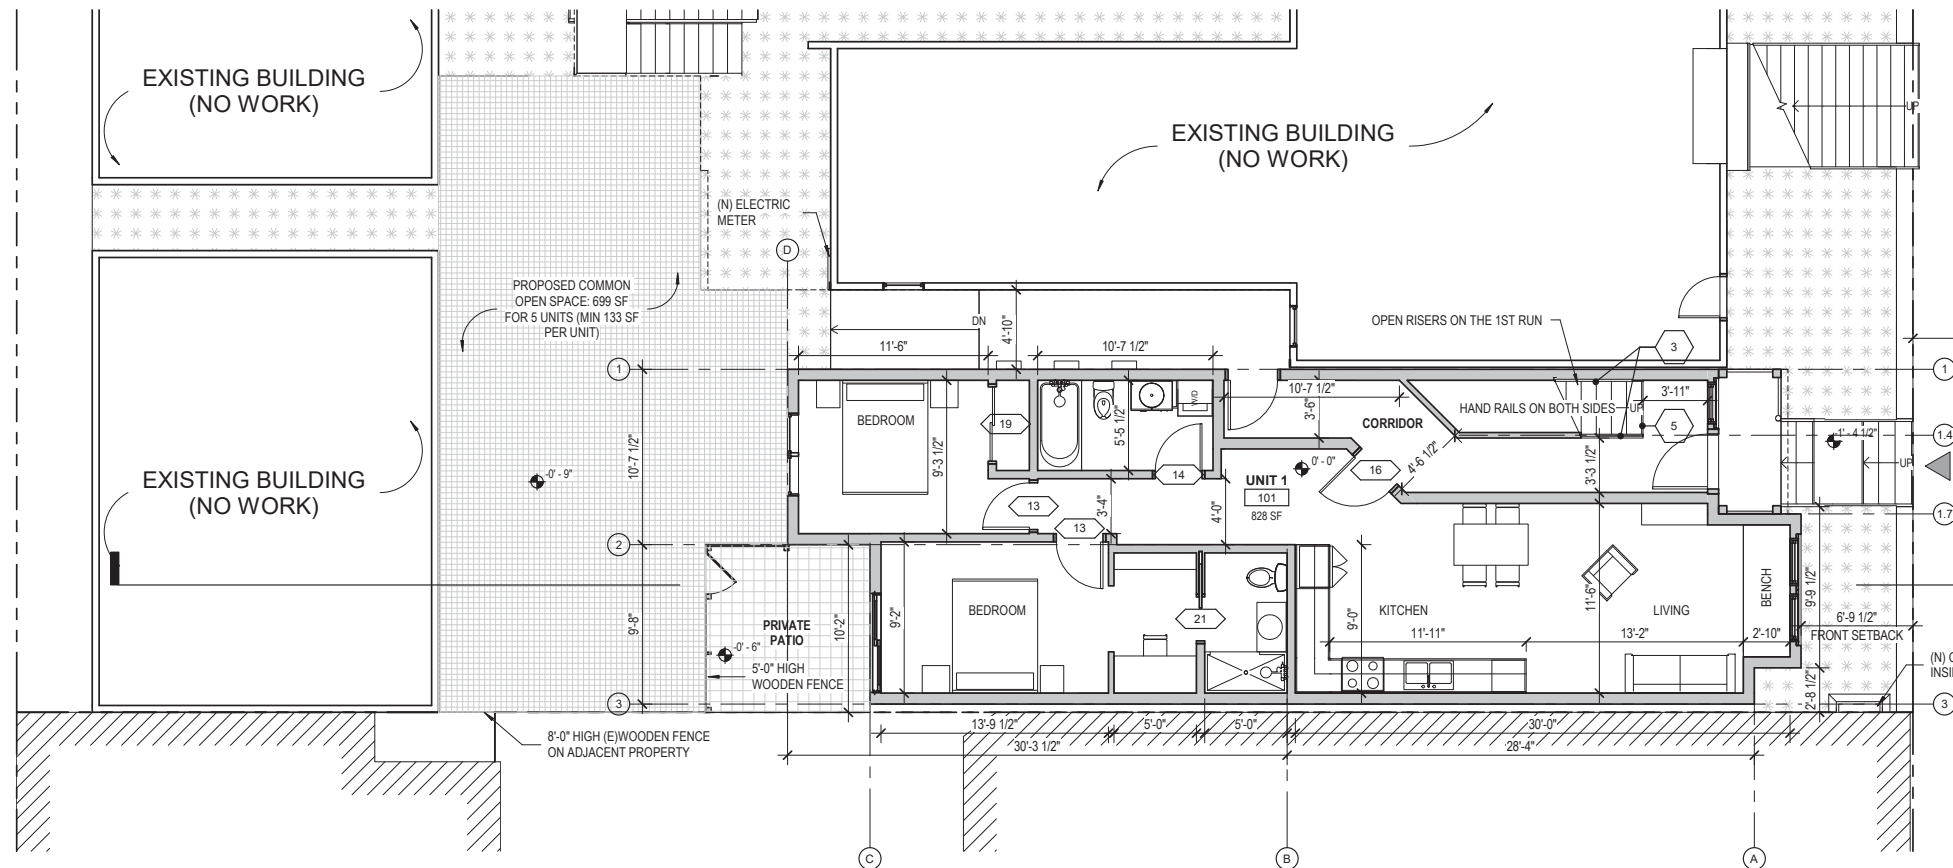 EXISTING BUILDING
(NO WORK)
EXISTING BUILDING
(NO WORK)
UP
(N) ELECTRIC
METER
D
PROPOSED COMMON
OPEN SPACE: 699 SF
FOR 5 UNITS (MIN 133 SF
PER UNIT)
DN
4'-10"
OPEN RISERS ON THE 1ST RUN
3
11'-6"
10'-7 1/2"
1
1
10'-7 1/2"
3'-11"
3'-6"
W/D
BEDROOM
19
5'-5 1/2"
CORRIDOR
HAND RAILS ON BOTH SIDES
UP
5
-1' - 4 1/2"
1.4
10'-7 1/2"
9'-3 1/2"
4'-6 1/2"
3'-3 1/2"
UP
EXISTING BUILDING
(NO WORK)
-0' - 9"
14
0' - 0"
16
UNIT 1
101
828 SF
13
3'-4"
4'-0"
13
1.7
2
9'-8"
10'-2"
9'-2"
BEDROOM
21
9'-0"
KITCHEN
11'-6"
LIVING
BENCH
9'-9 1/2"
PRIVATE
PATIO
-0' - 6"
5'-0" HIGH
WOODEN FENCE
11'-11"
13'-2"
2'-10"
6'-9 1/2"
FRONT SETBACK
(N) G
INSI
2'-8 1/2"
3
3
8'-0" HIGH (E)WOODEN FENCE
ON ADJACENT PROPERTY
13'-9 1/2"
5'-0"
5'-0"
30'-0"
30'-3 1/2"
28'-4"
C
B
A